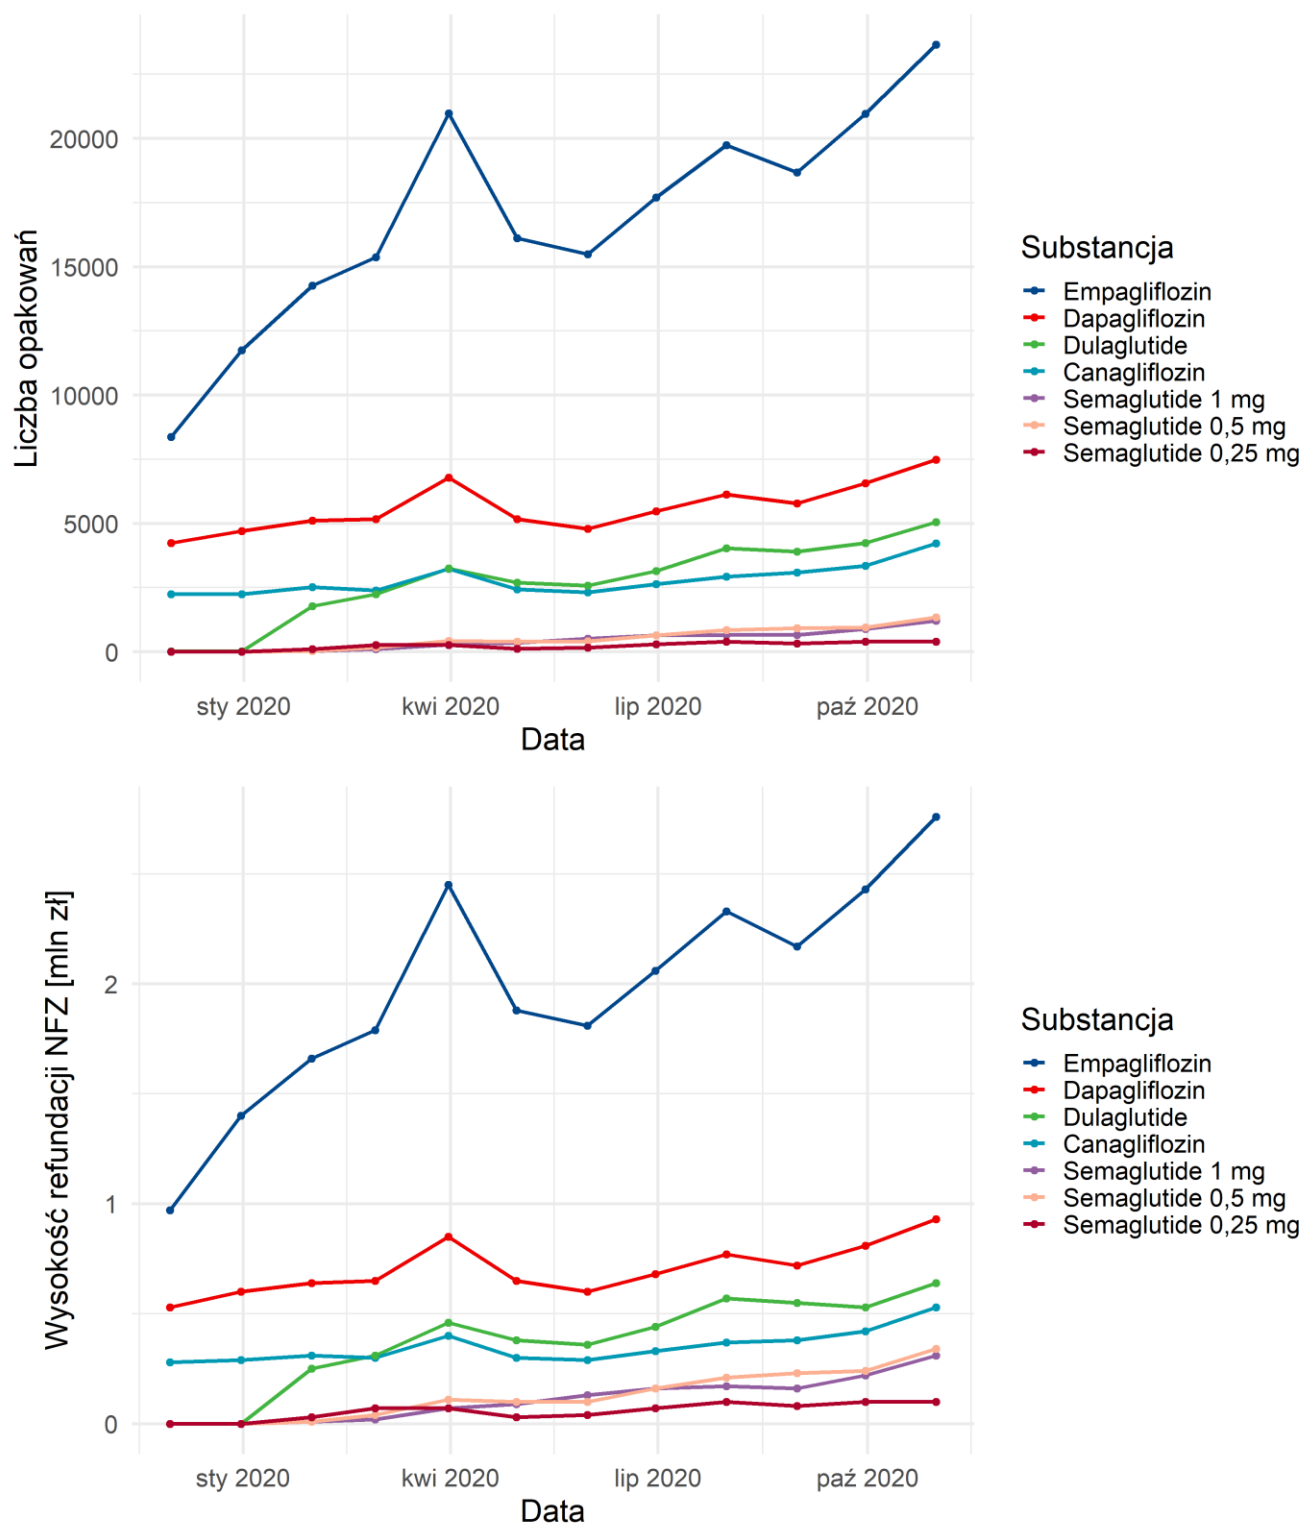 Liczba opakowań
20000
15000
10000
5000
0
sty 2020
kwi 2020
lip 2020
paź 2020
Data
Substancja
Empagliflozin
Dapagliflozin
Dulaglutide
Canagliflozin
Semaglutide 1 mg
Semaglutide 0,5 mg
Semaglutide 0,25 mg
Wysokość refundacji NFZ [mln zł]
2
1
0
sty 2020
kwi 2020
lip 2020
paź 2020
Data
Substancja
Empagliflozin
Dapagliflozin
Dulaglutide
Canagliflozin
Semaglutide 1 mg
Semaglutide 0,5 mg
Semaglutide 0,25 mg